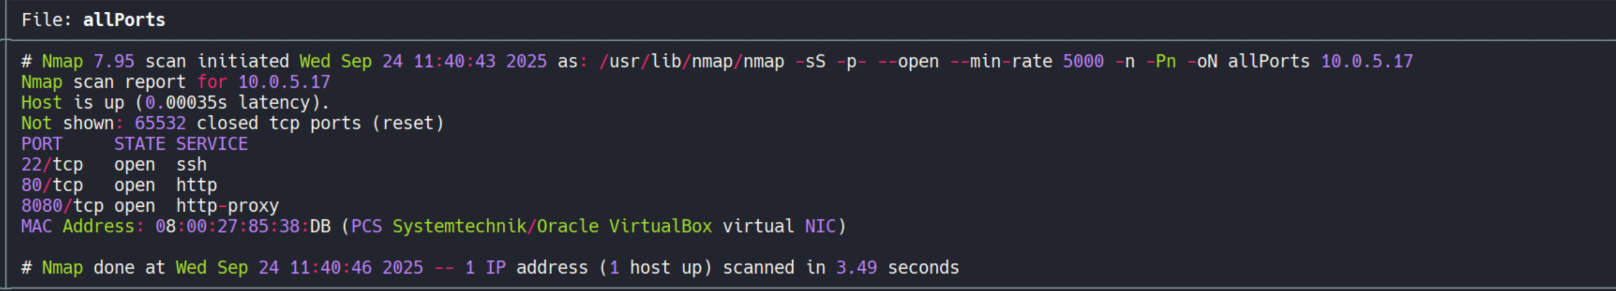 File: allPorts
# Nmap 7.95 scan initiated Wed Sep 24 11:40:43 2025 as: /usr/lib/nmap/nmap -sS -p- --open --min-rate 5000 -n -Pn -oN allPorts 10.0.5.17
Nmap scan report for 10.0.5.17
Host is up (0.00035s latency).
Not shown: 65532 closed tcp ports (reset)
PORT     STATE SERVICE
22/tcp   open  ssh
80/tcp   open  http
8080/tcp open  http-proxy
MAC Address: 08:00:27:85:38:DB (PCS Systemtechnik/Oracle VirtualBox virtual NIC)
# Nmap done at Wed Sep 24 11:40:46 2025 -- 1 IP address (1 host up) scanned in 3.49 seconds